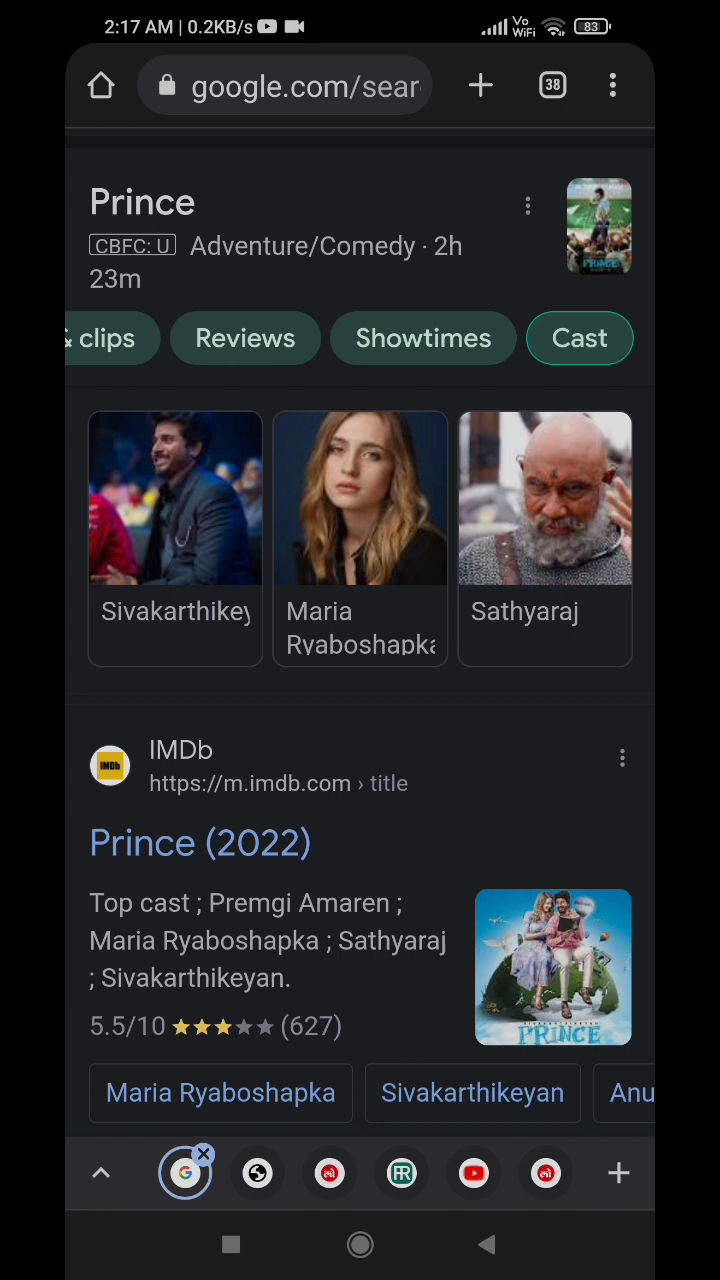 2:17 AM | 0.2KB/s
Vo
WiFi
83
google.com/sear
38
Prince
CBFC: U Adventure/Comedy · 2h
23m
& clips
Reviews
Showtimes
Cast
Sivakarthikey
Maria
Ryaboshapka
Sathyaraj
IMDb
IMDb
https://m.imdb.com › title
Prince (2022)
Top cast ; Premgi Amaren ;
Maria Ryaboshapka ; Sathyaraj
; Sivakarthikeyan.
PRINCE
5.5/10 ★★★★★ (627)
Maria Ryaboshapka
Sivakarthikeyan
Anu